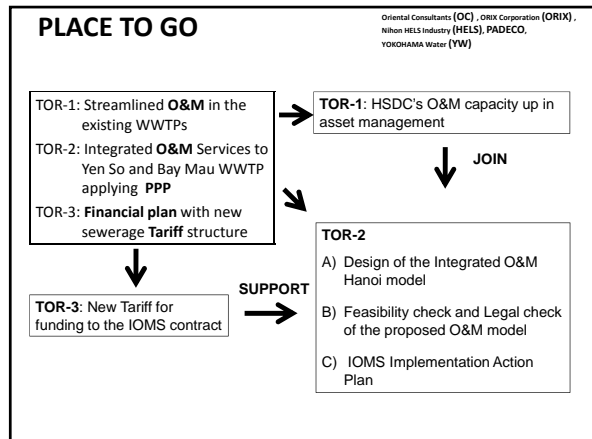 PLACE TO GO
Oriental Consultants (OC) , ORIX Corporation (ORIX) ,
Nihon HELS Industry (HELS), PADECO,
YOKOHAMA Water (YW)
TOR-1: Streamlined O&M in the
existing WWTPs
TOR-2: Integrated O&M Services to
Yen So and Bay Mau WWTP
applying PPP
TOR-3: Financial plan with new
sewerage Tariff structure
TOR-1: HSDC's O&M capacity up in
asset management
JOIN
TOR-2
A) Design of the Integrated O&M
Hanoi model
B) Feasibility check and Legal check
of the proposed O&M model
C) IOMS Implementation Action
Plan
SUPPORT
TOR-3: New Tariff for
funding to the IOMS contract